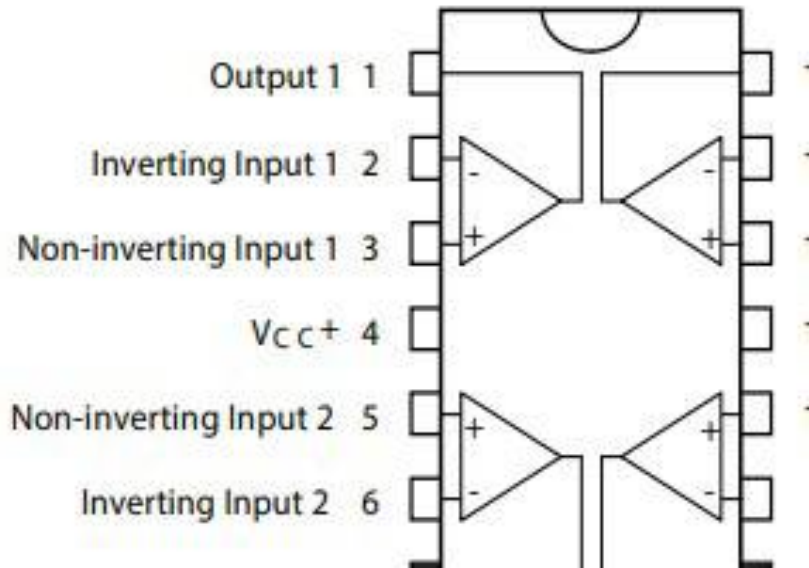 Output 1 1
Inverting Input 1 2
Non-inverting Input 1 3
VCC+ 4
Non-inverting Input 2 5
Inverting Input 2 6
-
+
-
+
+
-
+
-